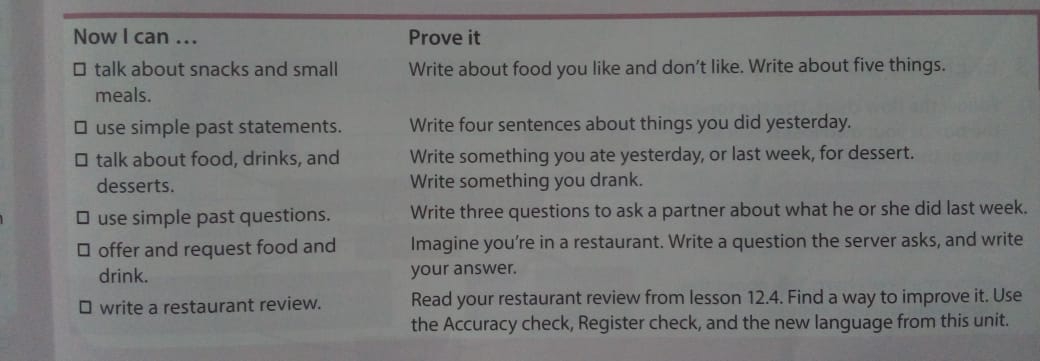 Now I can …
Prove it
☐ talk about snacks and small
meals.
Write about food you like and don't like. Write about five things.
☐ use simple past statements.
Write four sentences about things you did yesterday.
☐ talk about food, drinks, and
desserts.
Write something you ate yesterday, or last week, for dessert.
Write something you drank.
☐ use simple past questions.
Write three questions to ask a partner about what he or she did last week.
☐ offer and request food and
drink.
Imagine you're in a restaurant. Write a question the server asks, and write
your answer.
☐ write a restaurant review.
Read your restaurant review from lesson 12.4. Find a way to improve it. Use
the Accuracy check, Register check, and the new language from this unit.